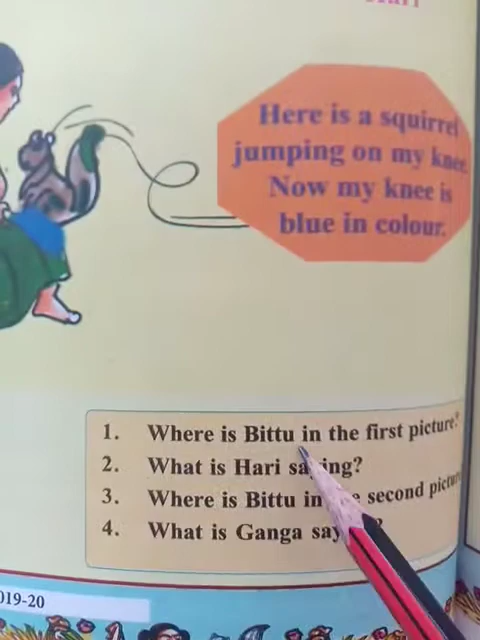 Here is a squirrel
jumping on my knee.
Now my knee is
blue in colour.
1. Where is Bittu in the first picture?
2. What is Hari saying?
3. Where is Bittu in second
4. What is Ganga
019-20